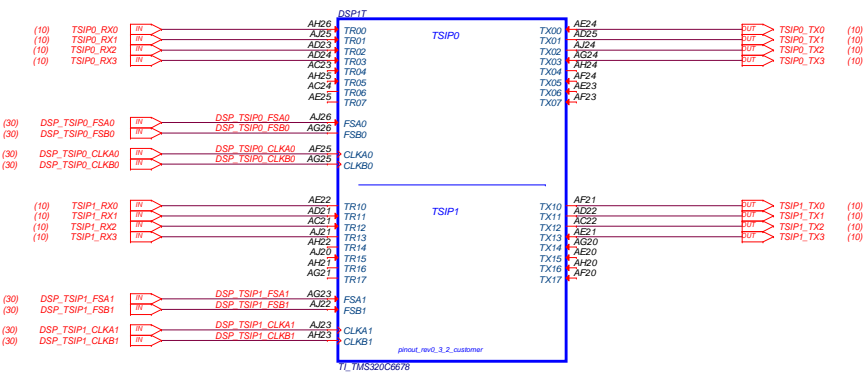 DSP1T
(10) TSIP0_RX0 IN AH26 TR00 TSIP0 TX00 AE24 OUT TSIP0_TX0 (10)
(10) TSIP0_RX1 IN AJ25 TR01 TX01 AD25 OUT TSIP0_TX1 (10)
(10) TSIP0_RX2 IN AD23 TR02 TX02 AJ24 OUT TSIP0_TX2 (10)
(10) TSIP0_RX3 IN AD24 TR03 TX03 AG24 OUT TSIP0_TX3 (10)
AC23 TR04 TX04 AH24
AH25 TR05 TX05 AF24
AC24 TR06 TX06 AE23
AE25 TR07 TX07 AF23
(30) DSP_TSIP0_FSA0 IN DSP_TSIP0_FSA0 AJ26 FSA0
(30) DSP_TSIP0_FSB0 IN DSP_TSIP0_FSB0 AG26 FSB0
(30) DSP_TSIP0_CLKA0 IN DSP_TSIP0_CLKA0 AF25 CLKA0
(30) DSP_TSIP0_CLKB0 IN DSP_TSIP0_CLKB0 AG25 CLKB0
(10) TSIP1_RX0 IN AE22 TR10 TSIP1 TX10 AF21 OUT TSIP1_TX0 (10)
(10) TSIP1_RX1 IN AD21 TR11 TX11 AD22 OUT TSIP1_TX1 (10)
(10) TSIP1_RX2 IN AC21 TR12 TX12 AC22 OUT TSIP1_TX2 (10)
(10) TSIP1_RX3 IN AJ21 TR13 TX13 AE21 OUT TSIP1_TX3 (10)
AH22 TR14 TX14 AG20
AJ20 TR15 TX15 AE20
AH21 TR16 TX16 AH20
AG21 TR17 TX17 AF20
(30) DSP_TSIP1_FSA1 IN DSP_TSIP1_FSA1 AG23 FSA1
(30) DSP_TSIP1_FSB1 IN DSP_TSIP1_FSB1 AJ22 FSB1
(30) DSP_TSIP1_CLKA1 IN DSP_TSIP1_CLKA1 AJ23 CLKA1
(30) DSP_TSIP1_CLKB1 IN DSP_TSIP1_CLKB1 AH23 CLKB1
pinout_rev0_3_2_customer
TI_TMS320C6678